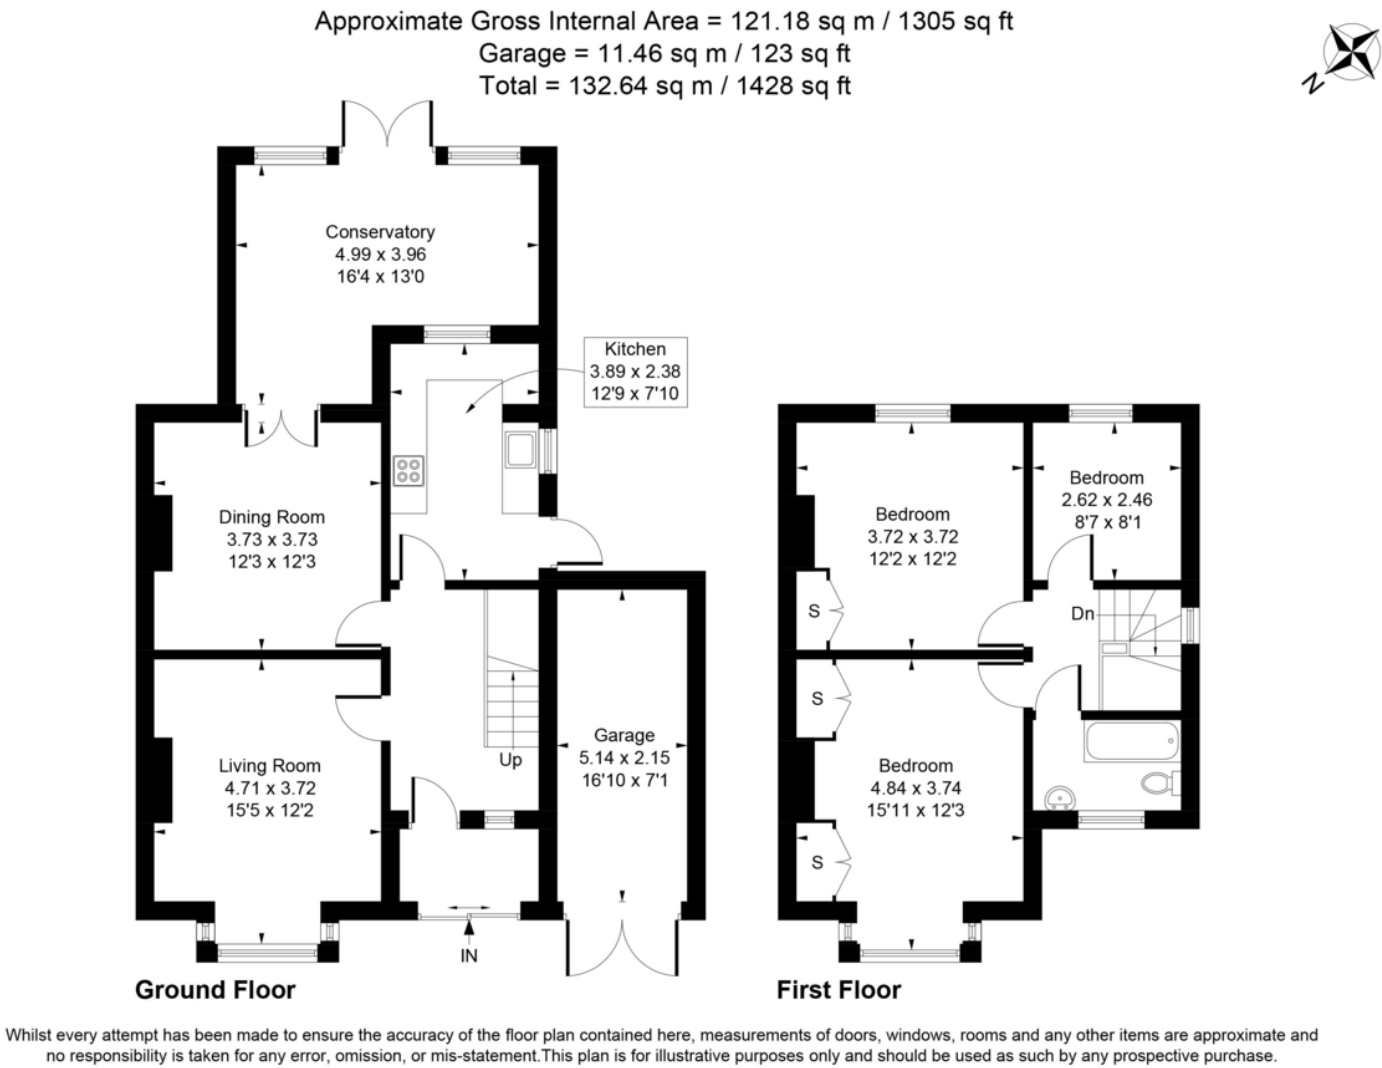 Approximate Gross Internal Area = 121.18 sq m / 1305 sq ft
Garage = 11.46 sq m / 123 sq ft
Total = 132.64 sq m / 1428 sq ft
N
Conservatory
4.99 x 3.96
16'4 x 13'0
Kitchen
3.89 x 2.38
12'9 x 7'10
Dining Room
3.73 x 3.73
12'3 x 12'3
Living Room
4.71 x 3.72
15'5 x 12'2
Up
Garage
5.14 x 2.15
16'10 x 7'1
IN
Ground Floor
Bedroom
3.72 x 3.72
12'2 x 12'2
Bedroom
2.62 x 2.46
8'7 x 8'1
S
Dn
S
Bedroom
4.84 x 3.74
15'11 x 12'3
S
First Floor
Whilst every attempt has been made to ensure the accuracy of the floor plan contained here, measurements of doors, windows, rooms and any other items are approximate and
no responsibility is taken for any error, omission, or mis-statement.This plan is for illustrative purposes only and should be used as such by any prospective purchase.